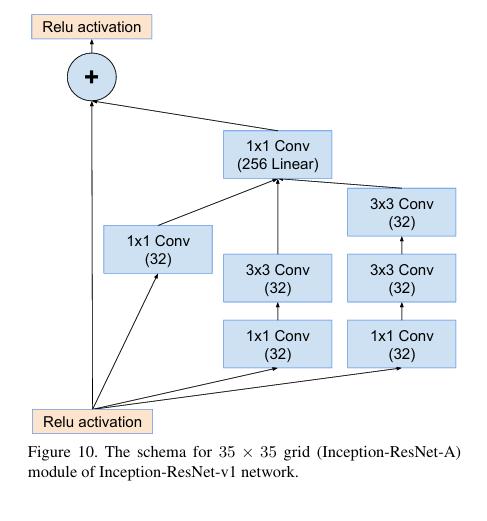 Relu activation
+
1x1 Conv
(256 Linear)
3x3 Conv
(32)
1x1 Conv
(32)
3x3 Conv
(32)
3x3 Conv
(32)
1x1 Conv
(32)
1x1 Conv
(32)
Relu activation
Figure 10. The schema for 35 × 35 grid (Inception-ResNet-A)
module of Inception-ResNet-v1 network.